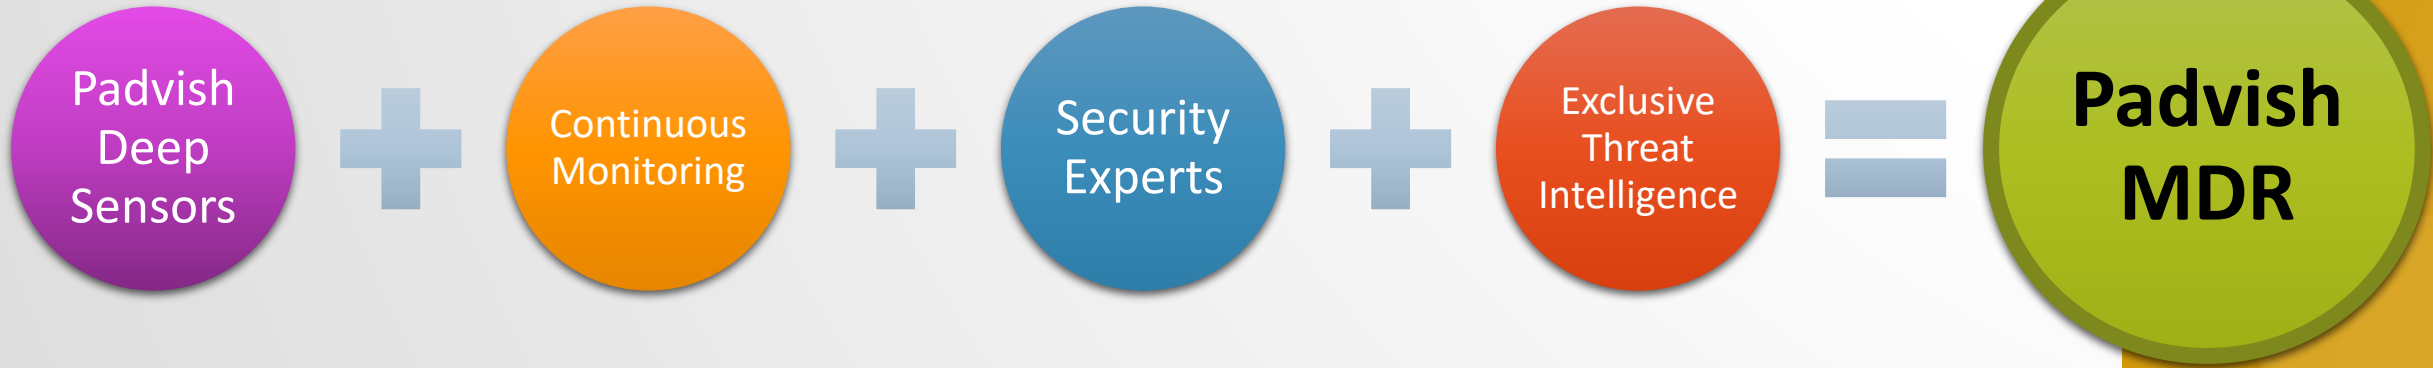 Padvish
Deep
Sensors
Continuous
Monitoring
Security
Experts
Exclusive
Threat
Intelligence
Padvish
MDR